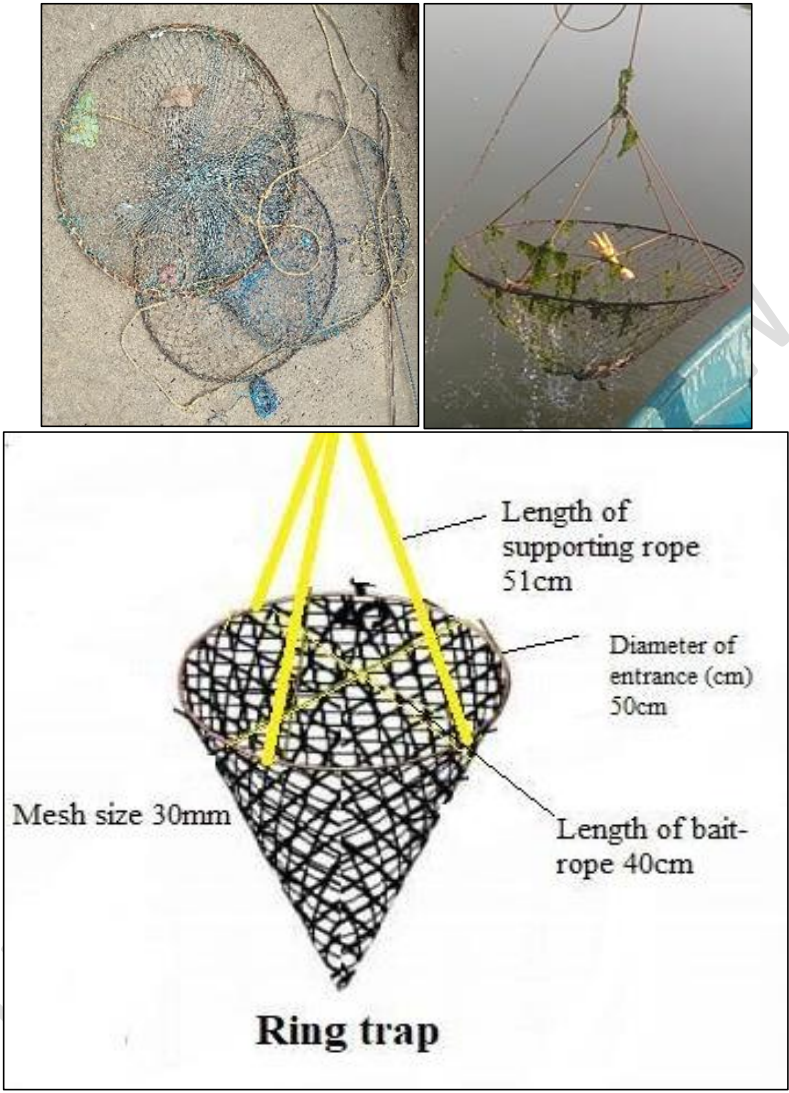 Length of
supporting rope
51cm
Diameter of
entrance (cm)
50cm
Mesh size 30mm
Length of bait-
rope 40cm
Ring trap